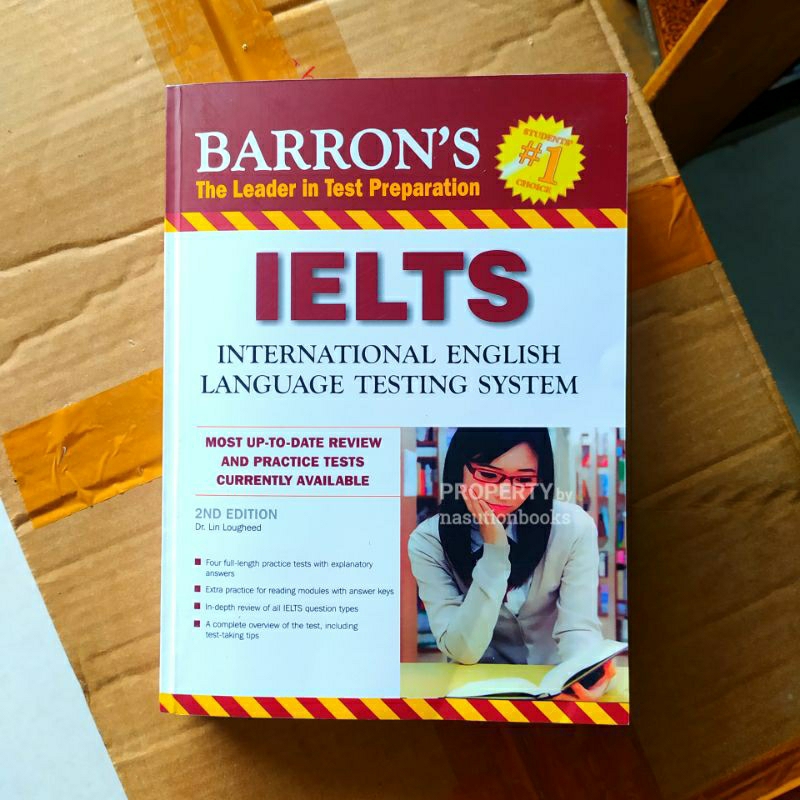 BARRON'S
The Leader in Test Preparation
STUDENTS'
#1
CHOICE
IELTS
INTERNATIONAL ENGLISH
LANGUAGE TESTING SYSTEM
MOST UP-TO-DATE REVIEW
AND PRACTICE TESTS
CURRENTLY AVAILABLE
2ND EDITION
Dr. Lin Lougheed
Four full-length practice tests with explanatory
answers
Extra practice for reading modules with answer keys
In-depth review of all IELTS question types
A complete overview of the test, including
test-taking tips
PROPERTY by
nasutionbooks